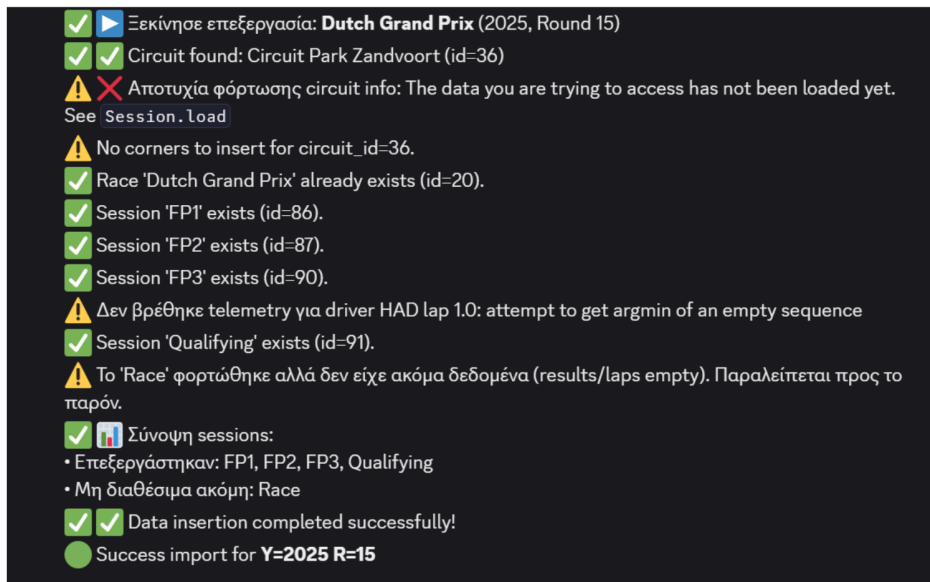 ✅ ▶️ Ξεκίνησε επεξεργασία: Dutch Grand Prix (2025, Round 15)
✅ ✅ Circuit found: Circuit Park Zandvoort (id=36)
⚠️ ❌ Αποτυχία φόρτωσης circuit info: The data you are trying to access has not been loaded yet.
See Session.load
⚠️ No corners to insert for circuit_id=36.
✅ Race 'Dutch Grand Prix' already exists (id=20).
✅ Session 'FP1' exists (id=86).
✅ Session 'FP2' exists (id=87).
✅ Session 'FP3' exists (id=90).
⚠️ Δεν βρέθηκε telemetry για driver HAD lap 1.0: attempt to get argmin of an empty sequence
✅ Session 'Qualifying' exists (id=91).
⚠️ Το 'Race' φορτώθηκε αλλά δεν είχε ακόμα δεδομένα (results/laps empty). Παραλείπεται προς το
παρόν.
✅ 📊 Σύνοψη sessions:
• Επεξεργάστηκαν: FP1, FP2, FP3, Qualifying
• Μη διαθέσιμα ακόμη: Race
✅ ✅ Data insertion completed successfully!
🟢 Success import for Y=2025 R=15